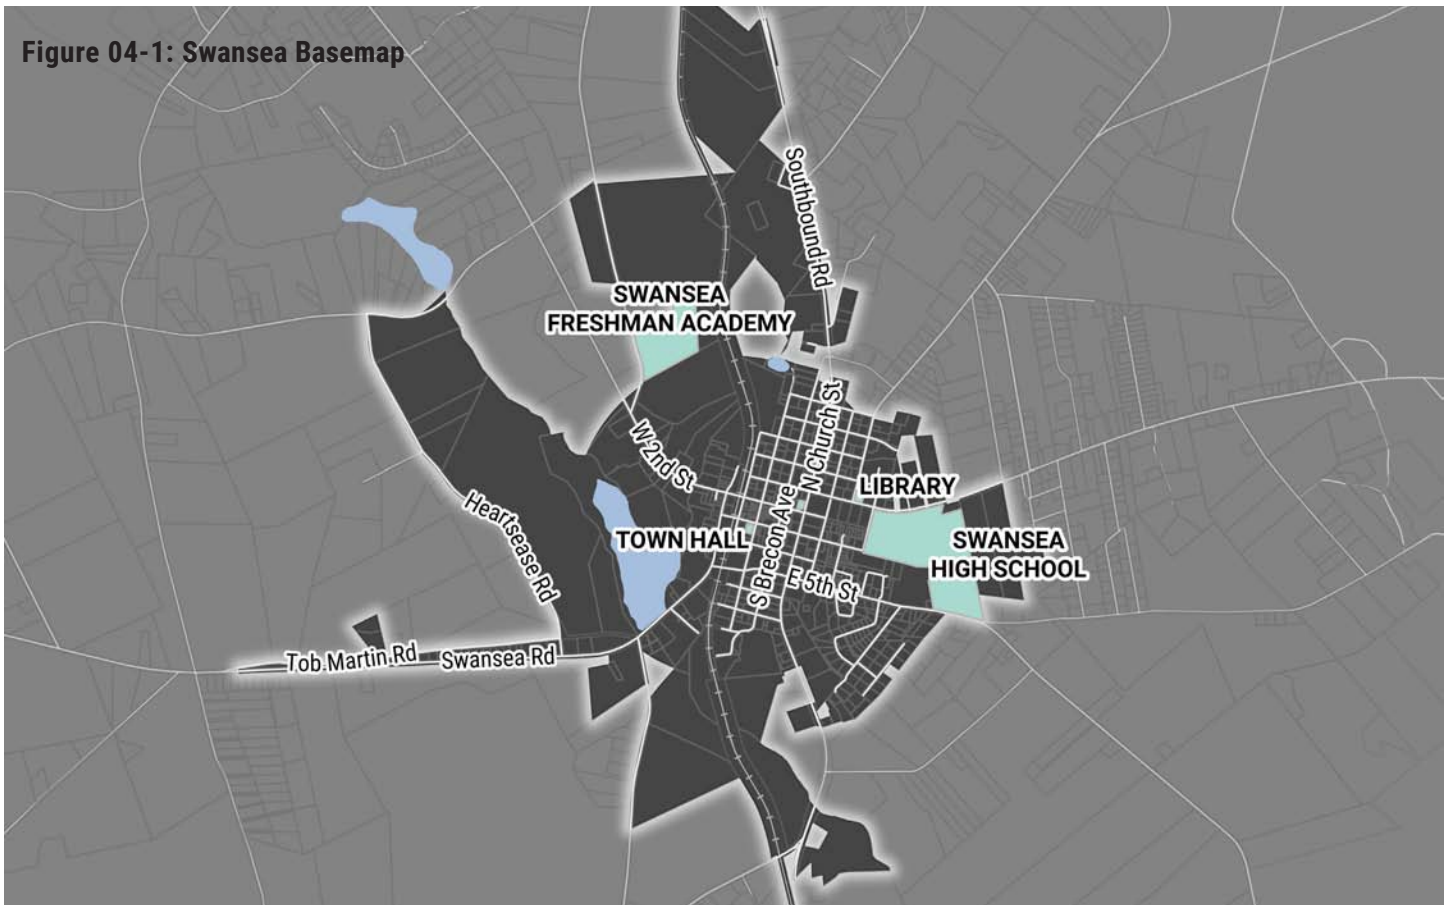 Figure 04-1: Swansea Basemap
Southbound Rd
SWANSEA
FRESHMAN ACADEMY
N Church St
W 2nd St
LIBRARY
Heartsease Rd
TOWN HALL
S Brecon Ave
SWANSEA
HIGH SCHOOL
E 5th St
Tob Martin Rd
Swansea Rd